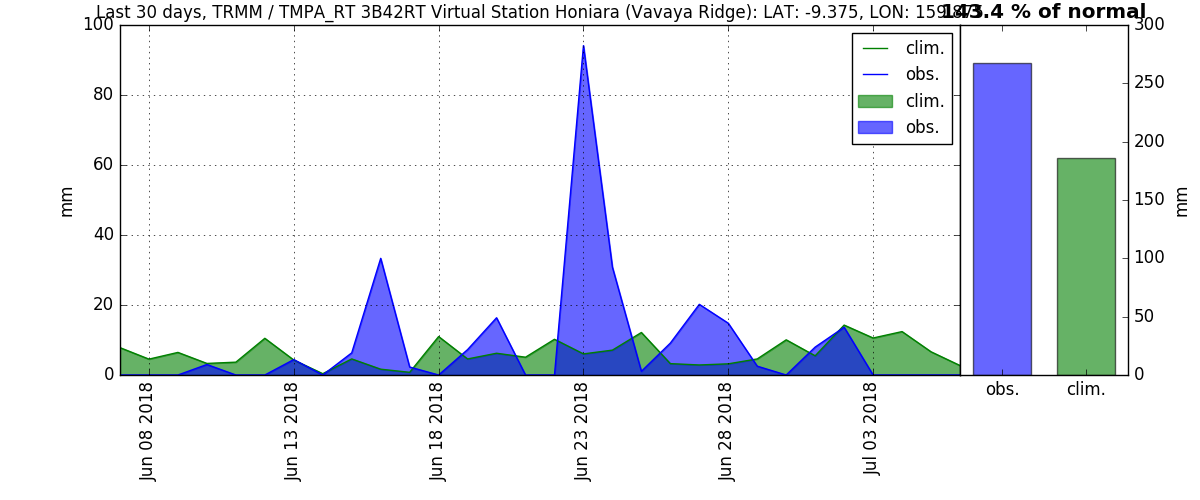 Last 30 days, TRMM / TMPA_RT 3B42RT Virtual Station Honiara (Vavaya Ridge): LAT: -9.375, LON:
143.4 % of normal
100
80
60
40
20
0
mm
clim.
obs.
clim.
obs.
300
250
200
150
100
50
0
mm
obs.
clim.
Jun 08 2018
Jun 13 2018
Jun 18 2018
Jun 23 2018
Jun 28 2018
Jul 03 2018